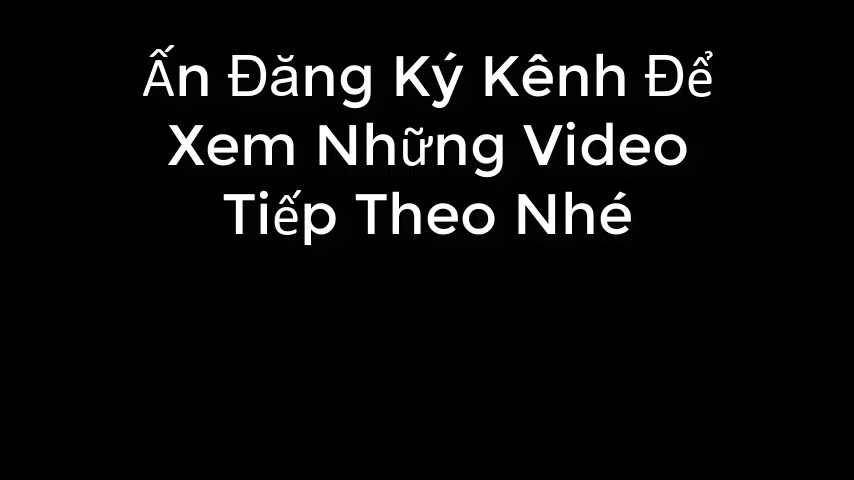 Ấn Đăng Ký Kênh Để
Xem Những Video
Tiếp Theo Nhé